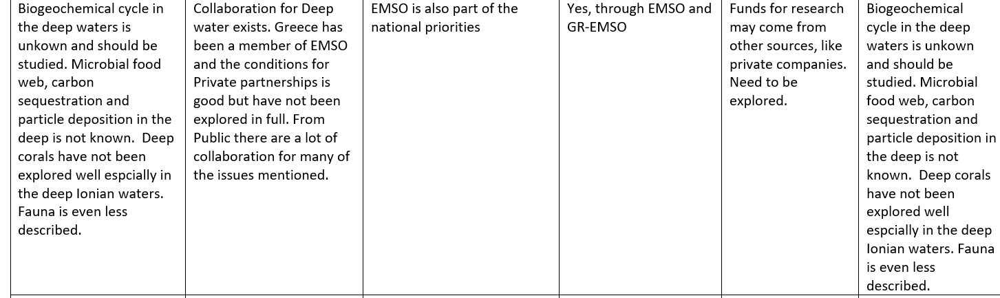 Biogeochemical cycle in
the deep waters is
unkown and should be
studied. Microbial food
web, carbon
sequestration and
particle deposition in the
deep is not known.  Deep
corals have not been
explored well espcially in
the deep Ionian waters.
Fauna is even less
described.
Collaboration for Deep
water exists. Greece has
been a member of EMSO
and the conditions for
Private partnerships is
good but have not been
explored in full. From
Public there are a lot of
collaboration for many of
the issues mentioned.
EMSO is also part of the
national priorities
Yes, through EMSO and
GR-EMSO
Funds for research
may come from
other sources, like
private companies.
Need to be
explored.
Biogeochemical
cycle in the deep
waters is unkown
and should be
studied. Microbial
food web, carbon
sequestration and
particle deposition in
the deep is not
known.  Deep corals
have not been
explored well
espcially in the deep
Ionian waters. Fauna
is even less
described.